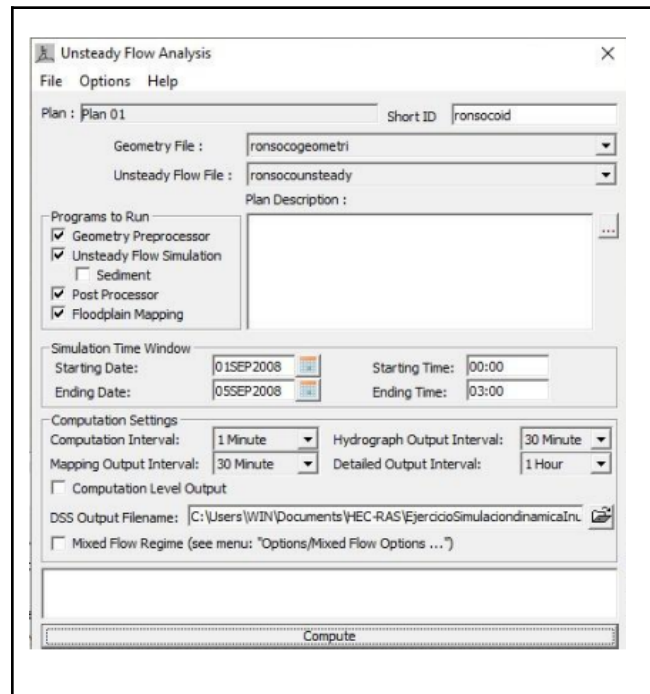 Unsteady Flow Analysis
File Options Help
Plan : Plan 01 Short ID ronsocoid
Geometry File : ronsocogeometri
Unsteady Flow File : ronsocounsteady
Plan Description :
Programs to Run
Geometry Preprocessor
Unsteady Flow Simulation
Sediment
Post Processor
Floodplain Mapping
...
Simulation Time Window
Starting Date: 01SEP2008 Starting Time: 00:00
Ending Date: 05SEP2008 Ending Time: 03:00
Computation Settings
Computation Interval: 1 Minute Hydrograph Output Interval: 30 Minute
Mapping Output Interval: 30 Minute Detailed Output Interval: 1 Hour
Computation Level Output
DSS Output Filename: C:\Users\WIN\Documents\HEC-RAS\EjercicioSimulaciondinamicaInu
Mixed Flow Regime (see menu: "Options/Mixed Flow Options ...")
Compute